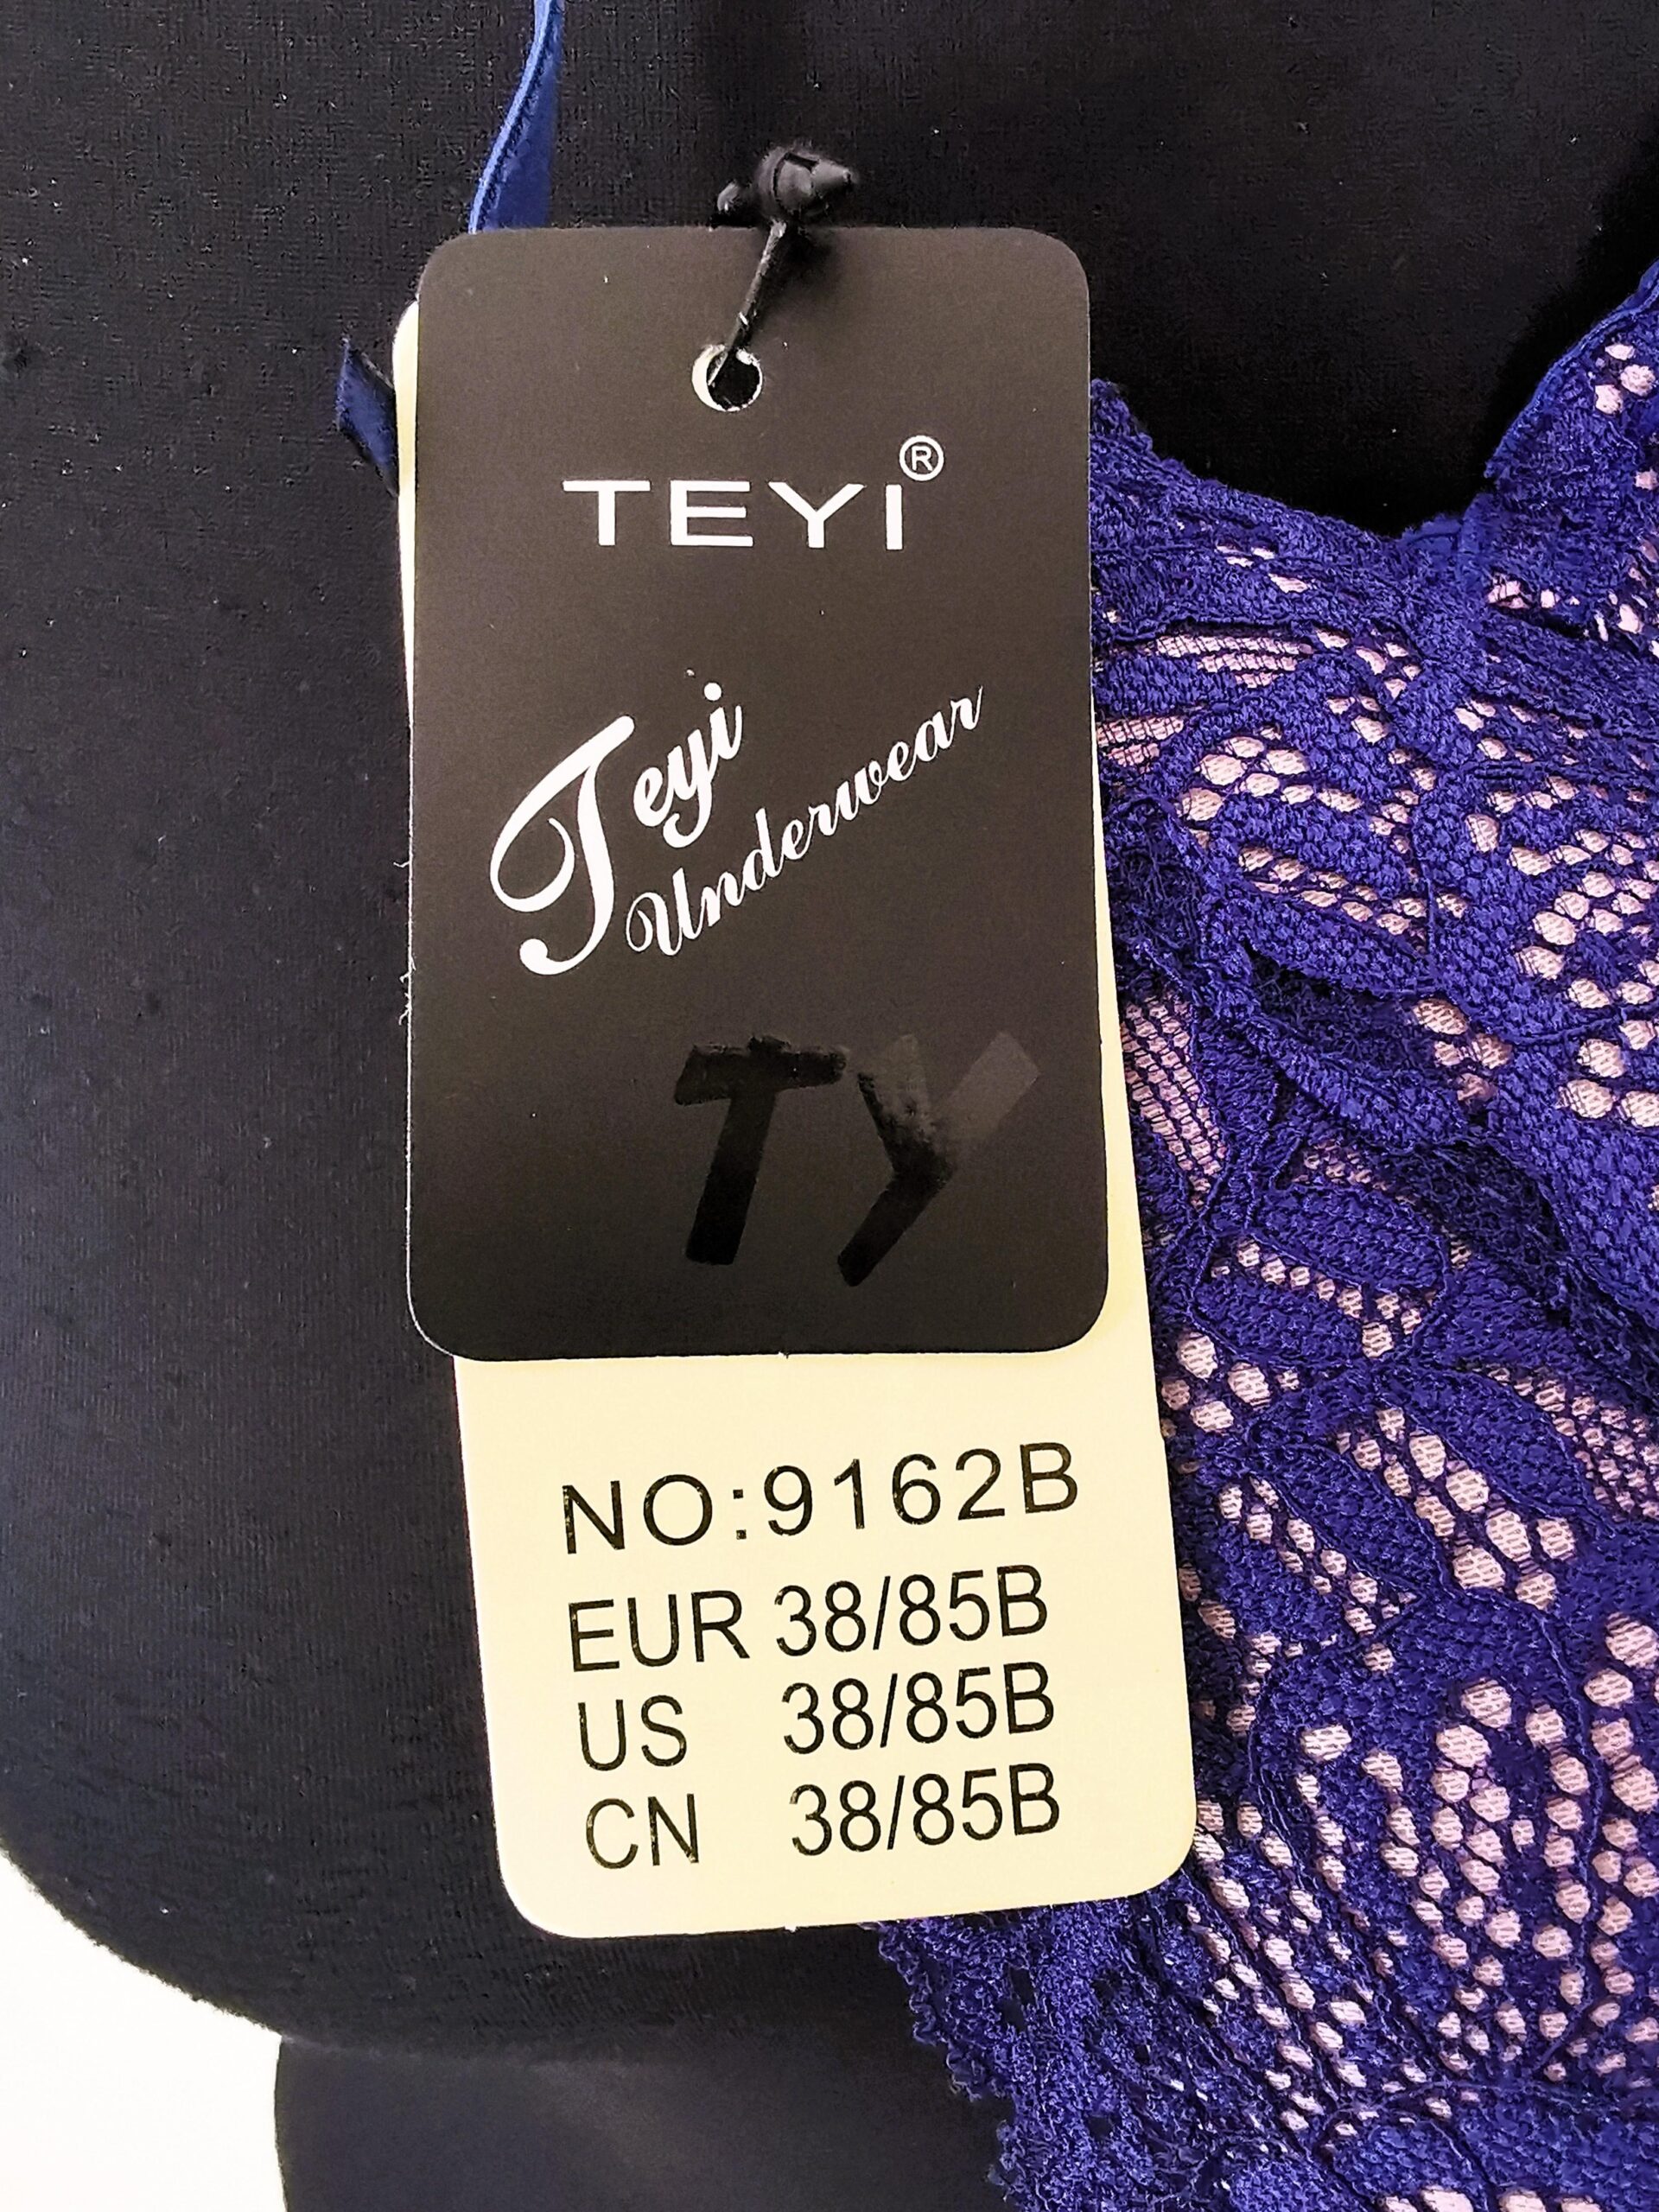 TEYI®
Teyi
Underwear
TY
NO:9162B
EUR 38/85B
US 38/85B
CN 38/85B